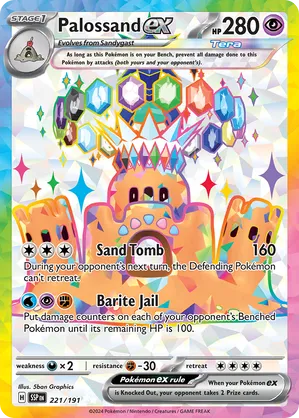 STAGE1 Palossand ex HP 280
Evolves from Sandygast
Tera
As long as this Pokémon is on your Bench, prevent all damage done to this
Pokémon by attacks (both yours and your opponent's).
Sand Tomb 160
During your opponent's next turn, the Defending Pokémon
can't retreat.
Barite Jail
Put damage counters on each of your opponent's Benched
Pokémon until its remaining HP is 100.
weakness ×2 resistance -30 retreat
Pokémon ex rule
When your Pokémon ex
is Knocked Out, your opponent takes 2 Prize cards.
Illus. 5ban Graphics
H SSP EN 221/191
©2024 Pokémon / Nintendo / Creatures / GAME FREAK